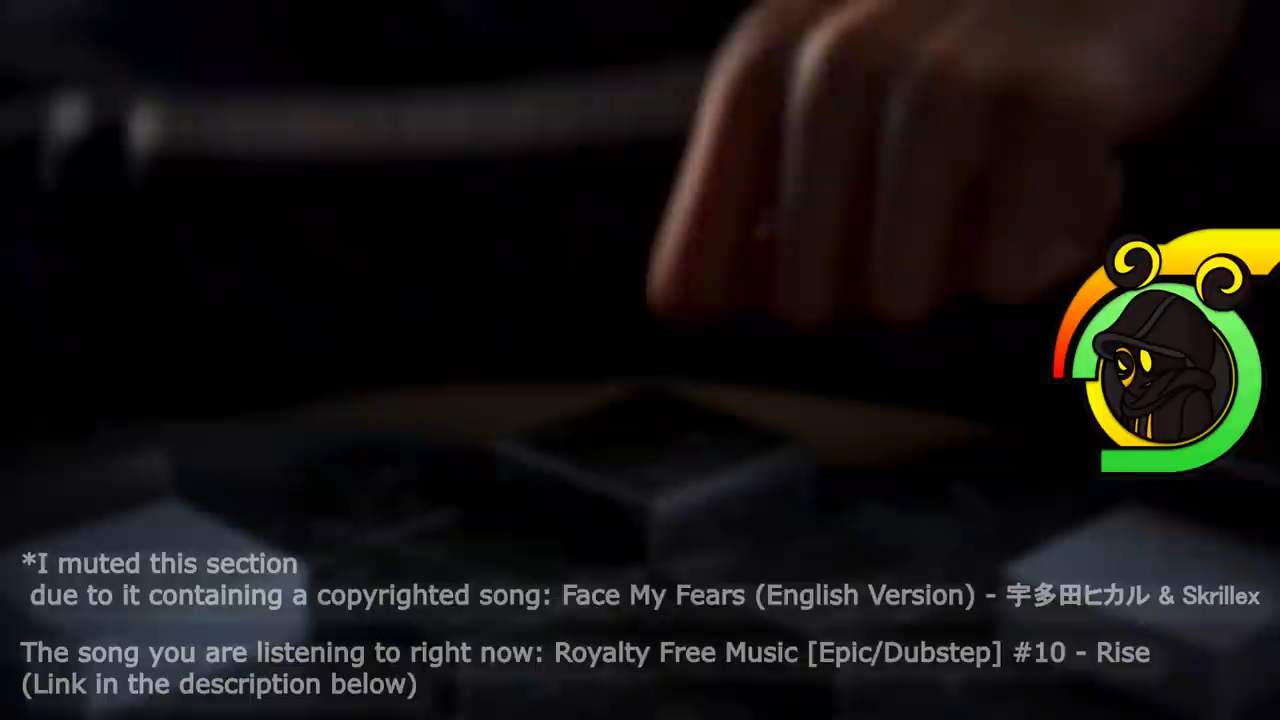 *I muted this section
due to it containing a copyrighted song: Face My Fears (English Version) - 宇多田ヒカル & Skrillex
The song you are listening to right now: Royalty Free Music [Epic/Dubstep] #10 - Rise
(Link in the description below)